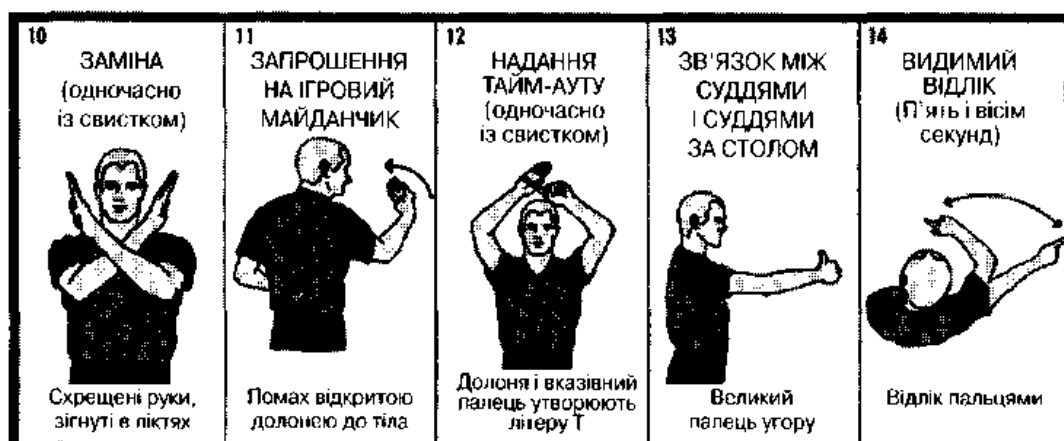 10
ЗАМІНА
(одночасно
із свистком)
Схрещені руки,
зігнуті в ліктях
11
ЗАПРОШЕННЯ
НА ІГРОВИЙ
МАЙДАНЧИК
Помах відкритою
долонею до тіла
12
НАДАННЯ
ТАЙМ-АУТУ
(одночасно
із свистком)
Долоня і вказівний
палець утворюють
літеру Т
13
ЗВ'ЯЗОК МІЖ
СУДДЯМИ
І СУДДЯМИ
ЗА СТОЛОМ
Великий
палець угору
14
ВИДИМИЙ
ВІДЛІК
(П'ять і вісім
секунд)
Відлік пальцями